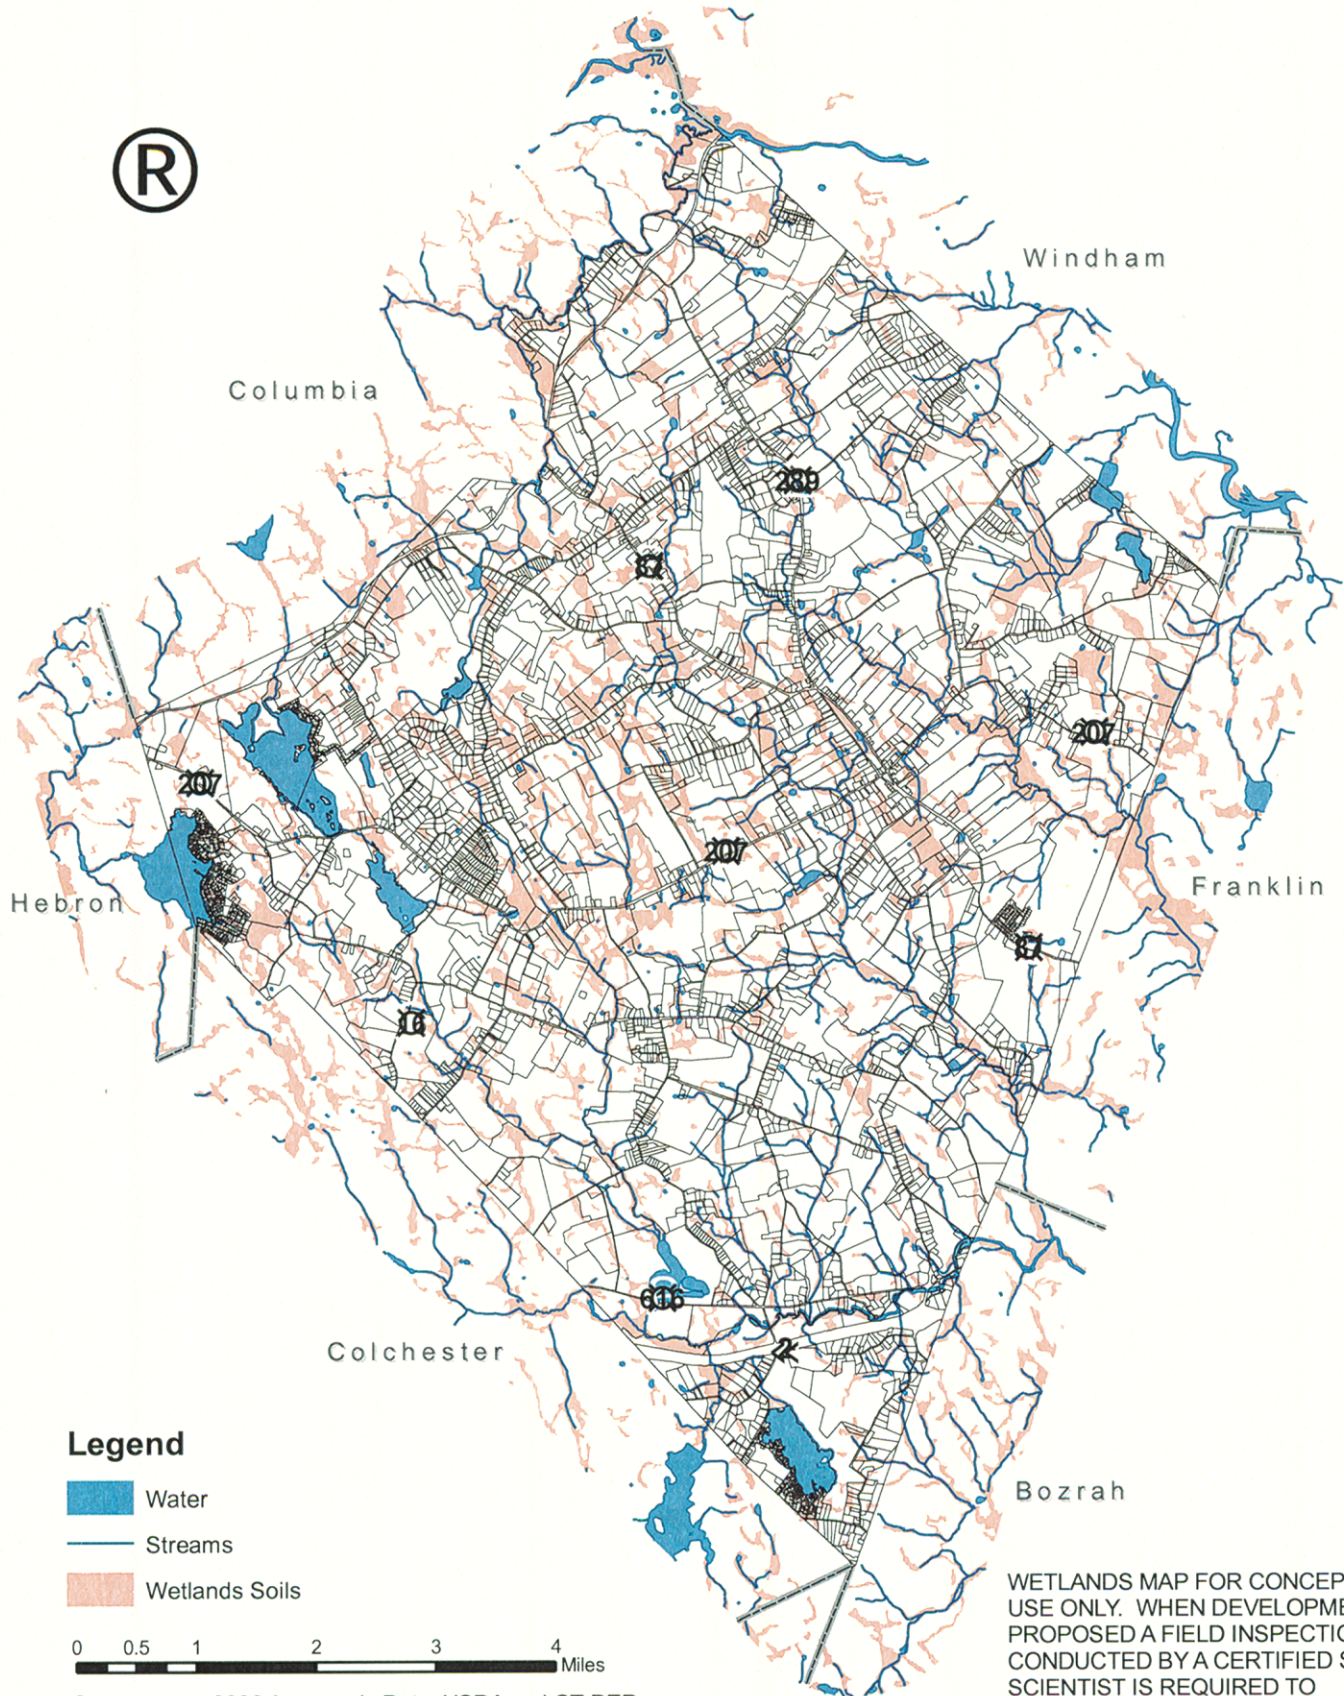 ®
Windham
Columbia
289
87
207
207
207
Hebron
Franklin
87
16
616
2
Colchester
Bozrah
Legend
Water
Streams
Wetlands Soils
0 0.5 1 2 3 4
Miles
WETLANDS MAP FOR CONCEP
USE ONLY. WHEN DEVELOPME
PROPOSED A FIELD INSPECTIO
CONDUCTED BY A CERTIFIED S
SCIENTIST IS REQUIRED TO